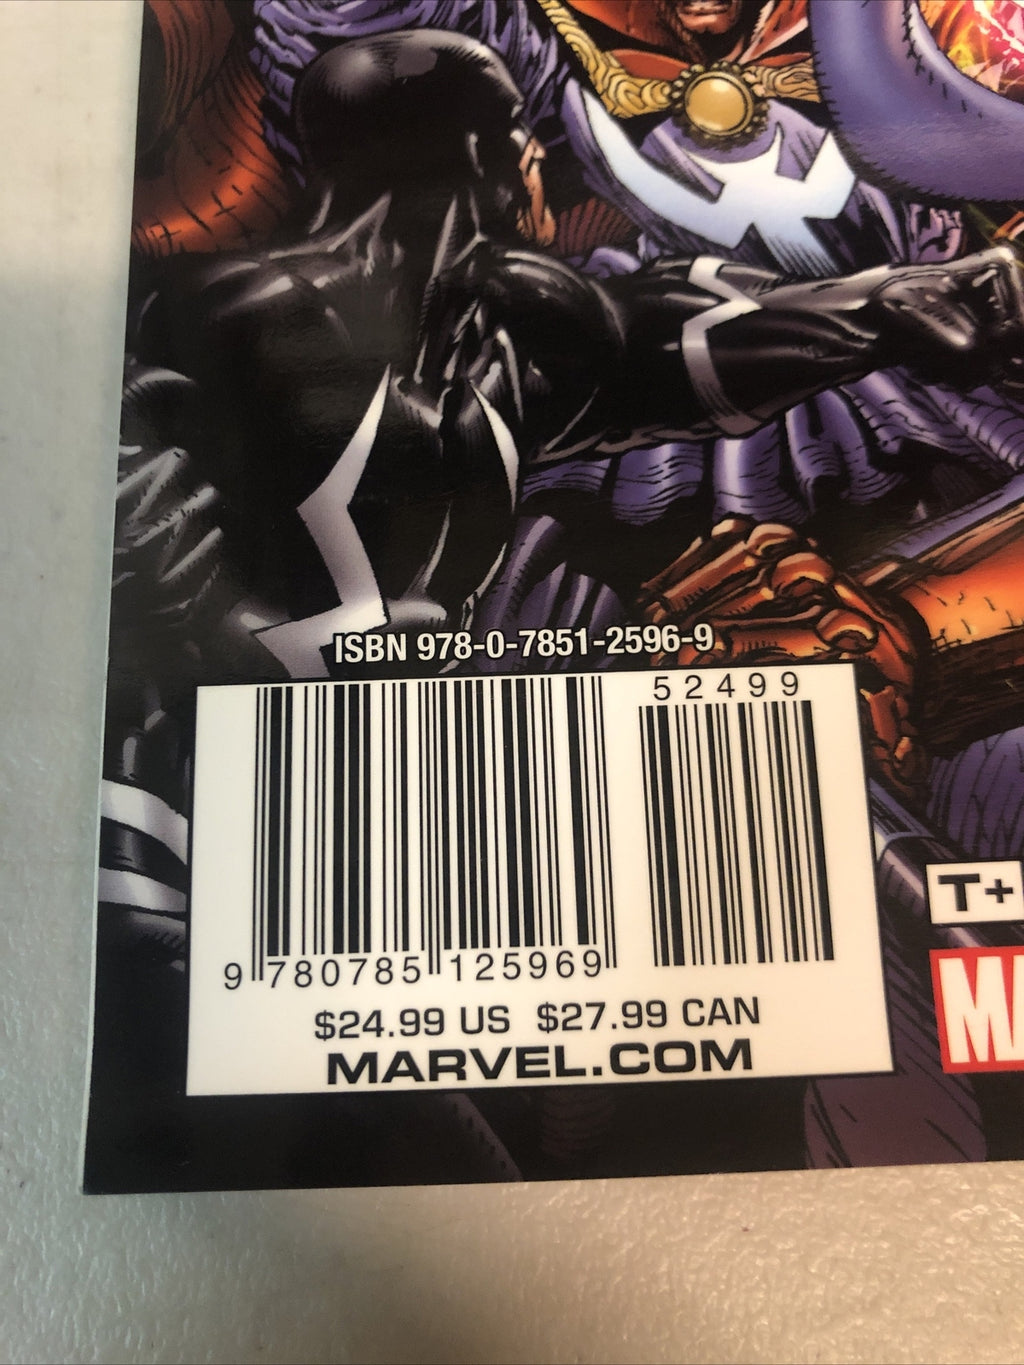 ISBN 978-0-7851-2596-9
52499
9 780785 125969
$24.99 US $27.99 CAN
MARVEL.COM
T+